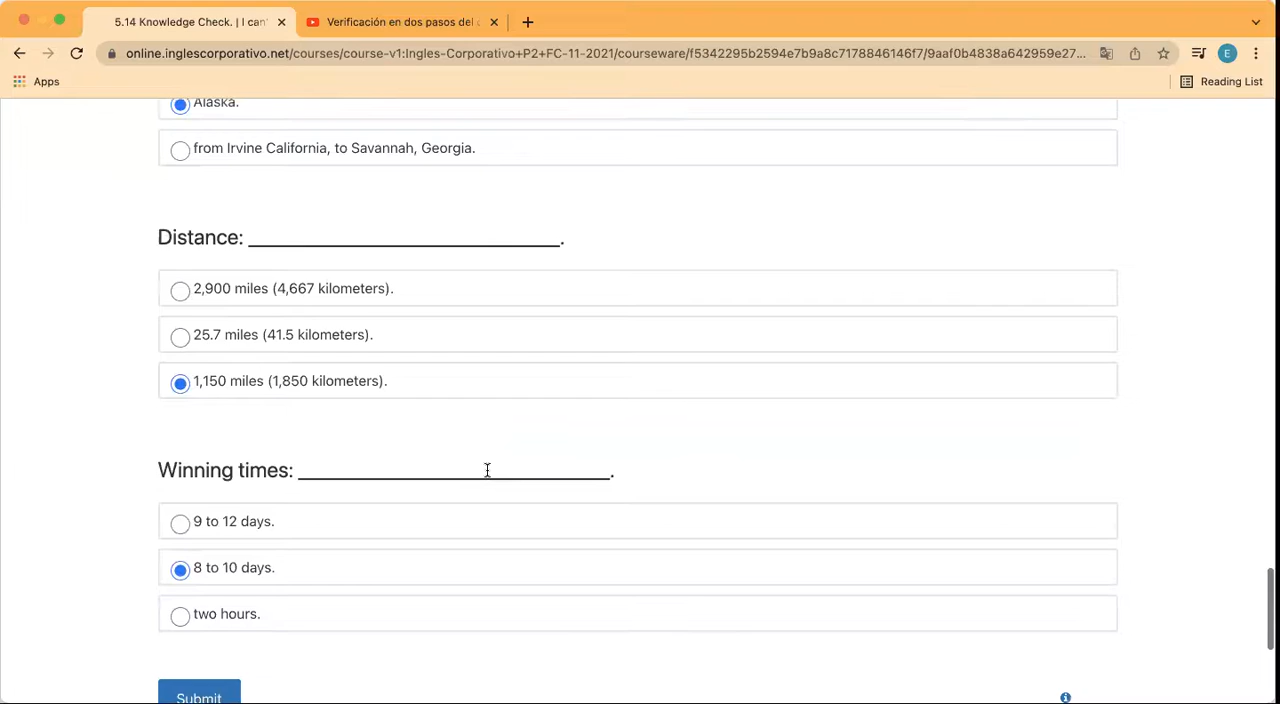 5.14 Knowledge Check. | I can'
Verificación en dos pasos del c
online.inglescorporativo.net/courses/course-v1:Ingles-Corporativo+P2+FC-11-2021/courseware/f5342295b2594e7b9a8c7178846146f7/9aaf0b4838a642959e27...
E
Apps
Reading List
Alaska.
from Irvine California, to Savannah, Georgia.
Distance: ______________________________.
2,900 miles (4,667 kilometers).
25.7 miles (41.5 kilometers).
1,150 miles (1,850 kilometers).
Winning times: ______________________________.
9 to 12 days.
8 to 10 days.
two hours.
Submit